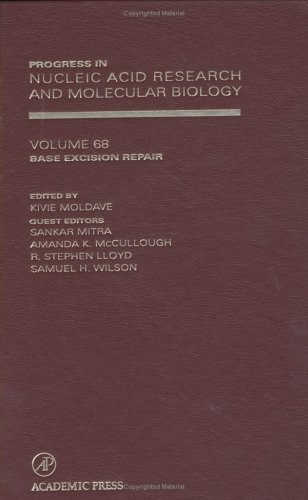 Copyrighted Material
PROGRESS IN
NUCLEIC ACID RESEARCH
AND MOLECULAR BIOLOGY
VOLUME 68
BASE EXCISION REPAIR
EDITED BY
KIVIE MOLDAVE
GUEST EDITORS
SANKAR MITRA
AMANDA K. McCULLOUGH
R. STEPHEN LLOYD
SAMUEL H. WILSON
AP
ACADEMIC PRESS
Copyrighted Material